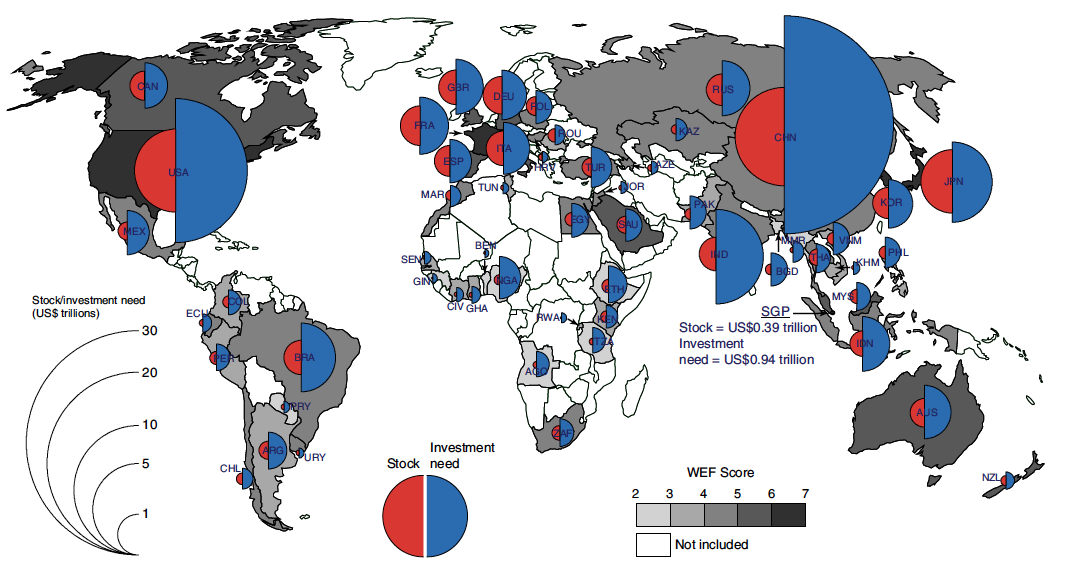 CAN
GBR
DEU
RUS
POL
FRA
ROU
KAZ
CHN
USA
ESP
ITA
HRV
TUR
AZE
JPN
MAR
TUN
JOR
PAK
KOR
MEX
EGY
SAU
BEN
IND
MMR
VNM
PHL
SEN
THA
KHM
GIN
NGA
ETH
BGD
COL
CIV
GHA
MYS
ECU
RWA
KEN
SGP
Stock = US$0.39 trillion
Investment
need = US$0.94 trillion
TZA
IDN
PER
BRA
AGO
PRY
AUS
ZAF
ARG
URY
CHL
NZL
Stock/investment need
(US$ trillions)
30
20
10
5
1
Investment
Stock need
WEF Score
2 3 4 5 6 7
Not included